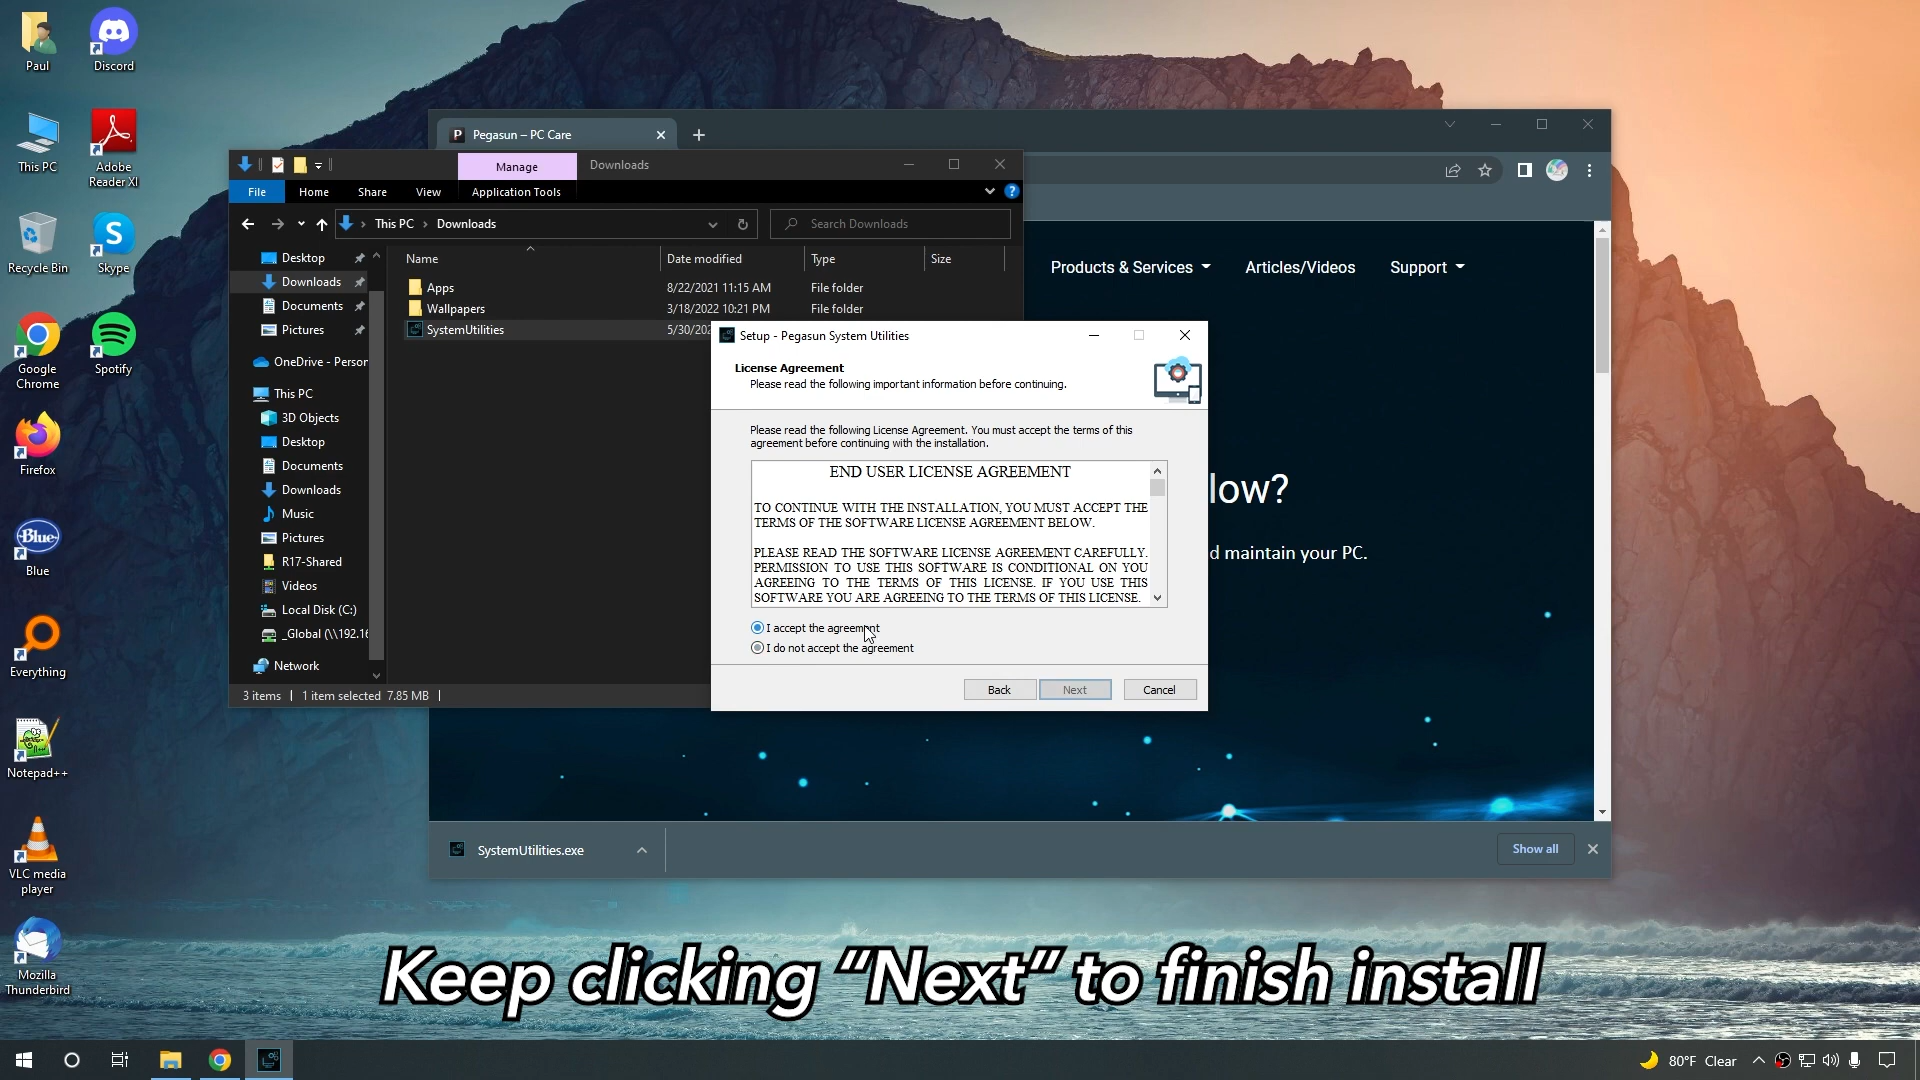 Paul
Discord
This PC
Adobe
Reader XI
Recycle Bin
Skype
Google
Chrome
Spotify
Firefox
Blue
Blue
Everything
Notepad++
VLC media
player
Mozilla
Thunderbird
P Pegasun – PC Care
Manage
Downloads
File
Home
Share
View
Application Tools
This PC
Downloads
Search Downloads
Desktop
Downloads
Documents
Pictures
OneDrive - Person
This PC
3D Objects
Desktop
Documents
Downloads
Music
Pictures
R17-Shared
Videos
Local Disk (C:)
_Global (\\192.16
Network
Name
Date modified
Type
Size
Apps
8/22/2021 11:15 AM
File folder
Wallpapers
3/18/2022 10:21 PM
File folder
SystemUtilities
5/30/202
3 items
1 item selected 7.85 MB
Products & Services
Articles/Videos
Support
low?
d maintain your PC.
Setup - Pegasun System Utilities
License Agreement
Please read the following important information before continuing.
Please read the following License Agreement. You must accept the terms of this
agreement before continuing with the installation.
END USER LICENSE AGREEMENT
TO CONTINUE WITH THE INSTALLATION, YOU MUST ACCEPT THE
TERMS OF THE SOFTWARE LICENSE AGREEMENT BELOW.
PLEASE READ THE SOFTWARE LICENSE AGREEMENT CAREFULLY.
PERMISSION TO USE THIS SOFTWARE IS CONDITIONAL ON YOU
AGREEING TO THE TERMS OF THIS LICENSE. IF YOU USE THIS
SOFTWARE YOU ARE AGREEING TO THE TERMS OF THIS LICENSE.
I accept the agreement
I do not accept the agreement
Back
Next
Cancel
SystemUtilities.exe
Show all
Keep clicking “Next” to finish install
80°F Clear